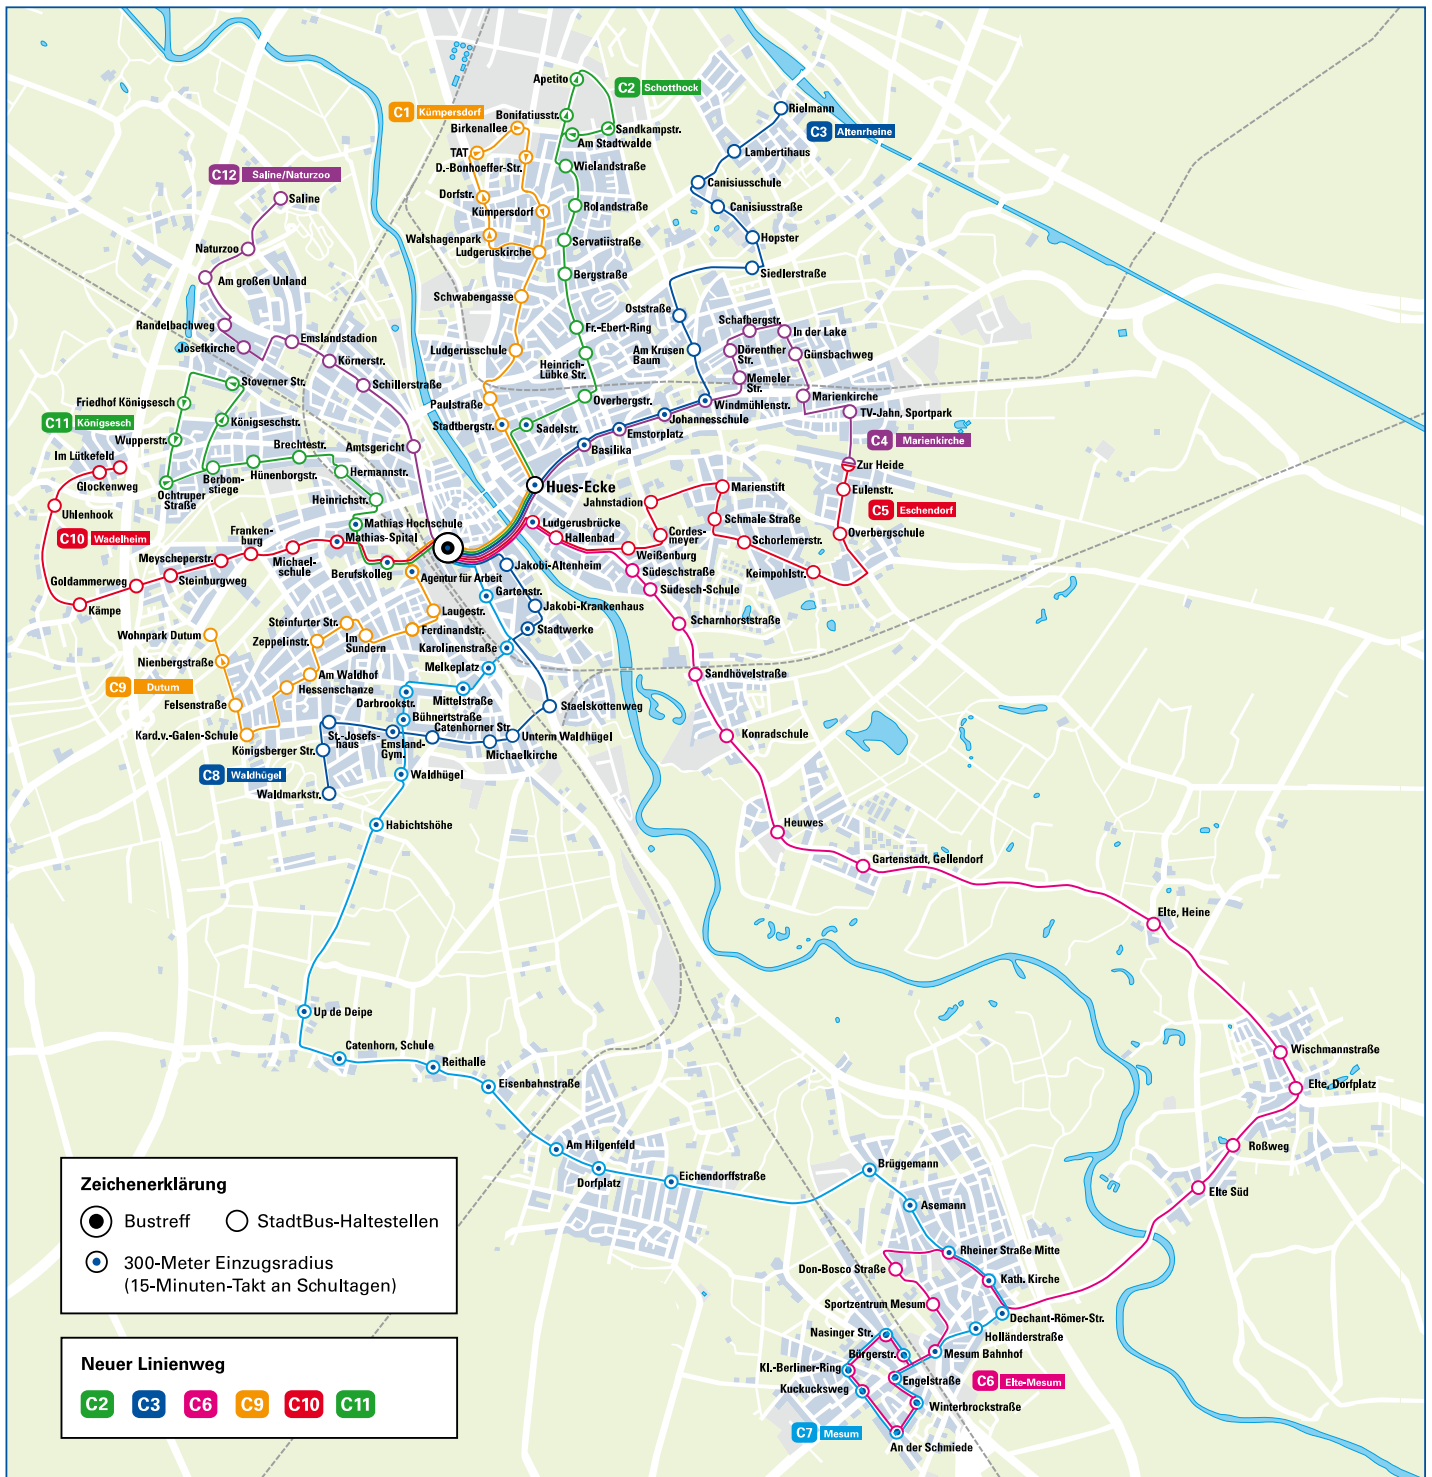 Apetito
C2 Schotthock
C1 Kümpersdorf
Bonifatiusstr.
Birkenallee
Sandkampstr.
Am Stadtwalde
Rielmann
C3 Altenrheine
TAT
D.-Bonhoeffer-Str.
Wielandstraße
Lambertihaus
C12 Saline/Naturzoo
Saline
Dorfstr.
Kümpersdorf
Rolandstraße
Canisiusschule
Canisiusstraße
Walshagenpark
Ludgeruskirche
Servatiistraße
Hopster
Naturzoo
Am großen Unland
Bergstraße
Siedlerstraße
Schwabengasse
Oststraße
Randelbachweg
Josefkirche
Emslandstadion
Fr.-Ebert-Ring
Schafbergstr.
In der Lake
Körnerstr.
Ludgerusschule
Heinrich-
Lübke Str.
Am Krusen
Baum
Dörenther
Str.
Günsbachweg
Stoverner Str.
Schillerstraße
Memeler
Str.
Friedhof Königsesch
Paulstraße
Overbergstr.
Windmühlenstr.
Marienkirche
C11 Königsesch
Königseschstr.
Stadtbergstr.
Sadelstr.
Johannesschule
TV-Jahn, Sportpark
Wupperstr.
Brechtestr.
Amtsgericht
Emstorplatz
Basilika
C4 Marienkirche
Im Lütkefeld
Glockenweg
Ochtruper
Straße
Berbom-
stiege
Hünenborgstr.
Hermannstr.
Zur Heide
Hues-Ecke
Marienstift
Eulenstr.
Uhlenhook
Heinrichstr.
Jahnstadion
C5 Eschendorf
C10 Wadelheim
Franken-
burg
Mathias Hochschule
Mathias-Spital
Ludgerusbrücke
Hallenbad
Cordes-
meyer
Schmale Straße
Overbergschule
Meyscheperstr.
Michael-
schule
Weißenburg
Schorlemerstr.
Goldammerweg
Steinburgweg
Berufskolleg
Agentur für Arbeit
Jakobi-Altenheim
Südeschstraße
Keimpohlstr.
Kämpe
Gartenstr.
Südesch-Schule
Laugestr.
Jakobi-Krankenhaus
Wohnpark Dutum
Steinfurter Str.
Zeppelinstr.
Im
Sundern
Ferdinandstr.
Stadtwerke
Scharnhorststraße
Karolinenstraße
Nienbergstraße
Melkeplatz
Am Waldhof
Hessenschanze
Sandhövelstraße
C9 Dutum
Darbrookstr.
Mittelstraße
Felsenstraße
Staelskottenweg
Bühnertstraße
Kard.v.-Galen-Schule
St.-Josefs-
haus
Emsland-
Gym.
Catenhorner Str.
Unterm Waldhügel
Konradschule
Königsberger Str.
Michaelkirche
C8 Waldhügel
Waldhügel
Waldmarkstr.
Habichtshöhe
Heuwes
Gartenstadt, Gellendorf
Elte, Heine
Up de Deipe
Catenhorn, Schule
Reithalle
Wischmannstraße
Eisenbahnstraße
Elte, Dorfplatz
Am Hilgenfeld
Roßweg
Dorfplatz
Eichendorffstraße
Brüggemann
Elte Süd
Asemann
Rheiner Straße Mitte
Don-Bosco Straße
Kath. Kirche
Sportzentrum Mesum
Dechant-Römer-Str.
Nasinger Str.
Holländerstraße
Bürgerstr.
Mesum Bahnhof
Kl.-Berliner-Ring
Engelstraße
C6 Elte-Mesum
Kuckucksweg
Winterbrockstraße
C7 Mesum
An der Schmiede
Zeichenerklärung
Bustreff
StadtBus-Haltestellen
300-Meter Einzugsradius
(15-Minuten-Takt an Schultagen)
Neuer Linienweg
C2 C3 C6 C9 C10 C11